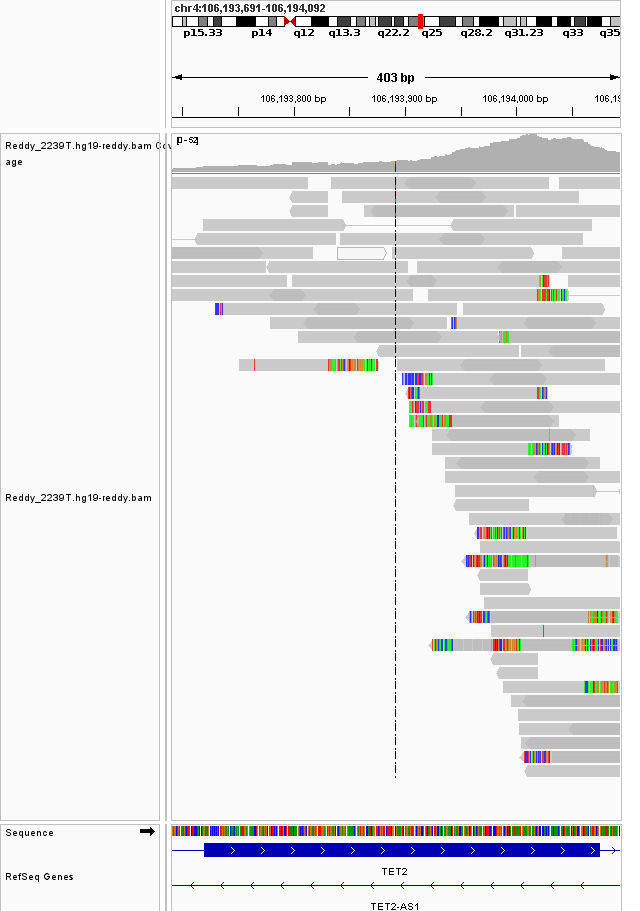 chr4:106,193,691-106,194,092
p15.33 p14 q12 q13.3 q22.2 q25 q28.2 q31.23 q33 q35
403 bp
106,193,800 bp 106,193,900 bp 106,194,000 bp 106,19
[0-52]
Reddy_2239T.hg19-reddy.bam Co
age
Reddy_2239T.hg19-reddy.bam
Sequence
TET2
RefSeq Genes
TET2-AS1